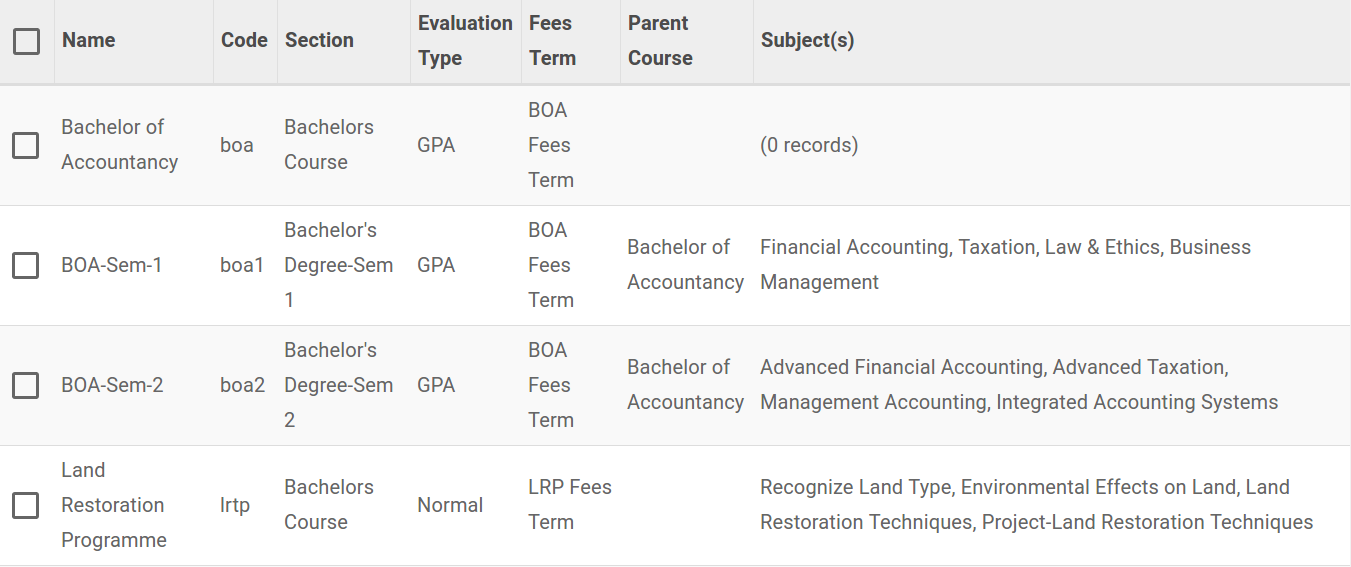 Name Code Section Evaluation Type Fees Term Parent Course Subject(s)
Bachelor of Accountancy boa Bachelors Course GPA BOA Fees Term (0 records)
BOA-Sem-1 boa1 Bachelor's Degree-Sem 1 GPA BOA Fees Term Bachelor of Accountancy Financial Accounting, Taxation, Law & Ethics, Business Management
BOA-Sem-2 boa2 Bachelor's Degree-Sem 2 GPA BOA Fees Term Bachelor of Accountancy Advanced Financial Accounting, Advanced Taxation, Management Accounting, Integrated Accounting Systems
Land Restoration Programme lrtp Bachelors Course Normal LRP Fees Term Recognize Land Type, Environmental Effects on Land, Land Restoration Techniques, Project-Land Restoration Techniques